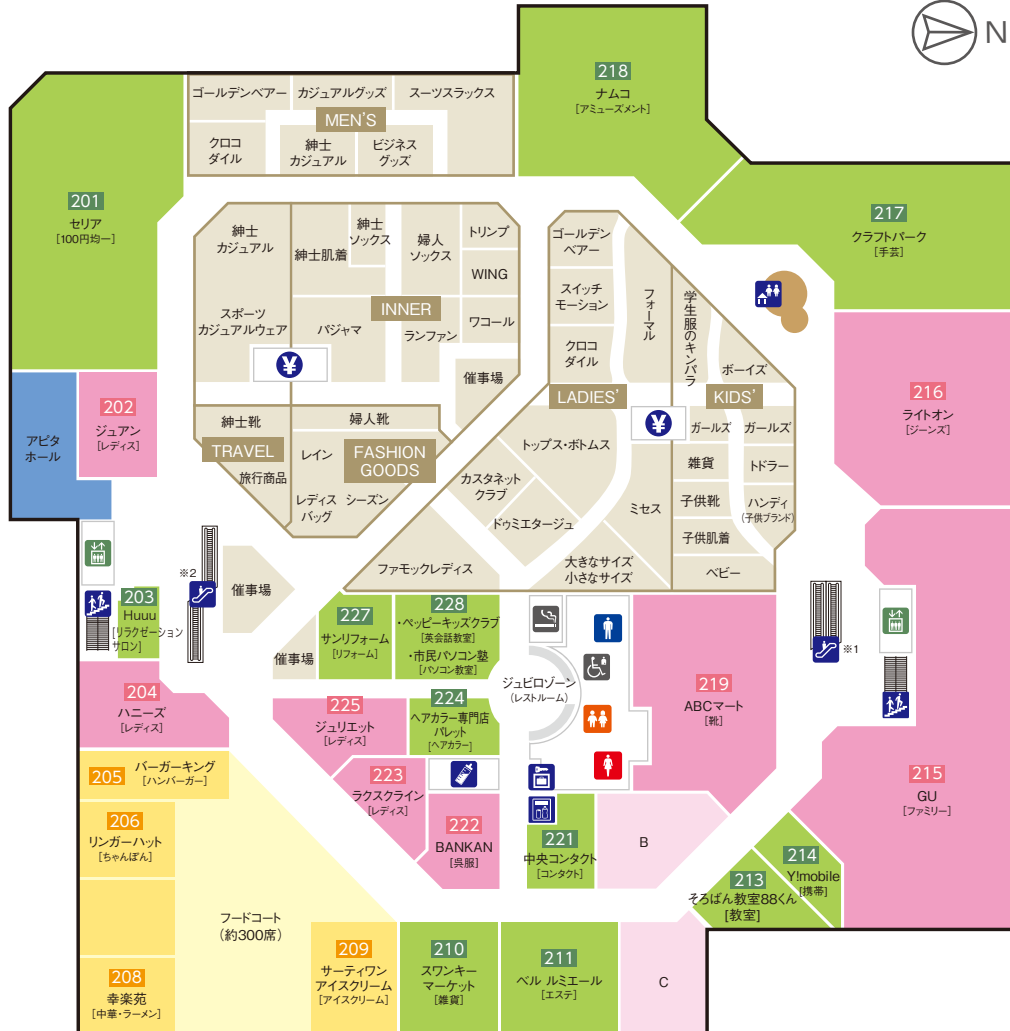 N
218
ナムコ
[アミューズメント]
ゴールデンベアー
カジュアルグッズ
スーツスラックス
MEN'S
クロコ
ダイル
紳士
カジュアル
ビジネス
グッズ
201
セリア
[100円均一]
217
クラフトパーク
[手芸]
紳士
カジュアル
紳士肌着
紳士
ソックス
婦人
ソックス
トリンプ
WING
INNER
スポーツ
カジュアルウェア
パジャマ
ランファン
ワコール
¥
催事場
ゴールデン
ベアー
スイッチ
モーション
クロコ
ダイル
フォーマル
学生服のキンパラ
ボーイズ
LADIES'
KIDS'
¥
ガールズ
ガールズ
トップス・ボトムス
雑貨
トドラー
カスタネット
クラブ
ミセス
子供靴
ハンディ
(子供ブランド)
ドゥミエタージュ
子供肌着
大きなサイズ
小さなサイズ
ベビー
ファモックレディス
216
ライトオン
[ジーンズ]
202
ジュアン
[レディス]
アピタ
ホール
紳士靴
婦人靴
TRAVEL
レイン
FASHION
GOODS
旅行商品
レディス
バッグ
シーズン
※2
催事場
203
Huuu
[リラクゼーション
サロン]
227
サンリフォーム
[リフォーム]
228
・ペッピーキッズクラブ
[英会話教室]
・市民パソコン塾
[パソコン教室]
催事場
ジュビロゾーン
(レストルーム)
219
ABCマート
[靴]
※1
204
ハニーズ
[レディス]
225
ジュリエット
[レディス]
224
ヘアカラー専門店
パレット
[ヘアカラー]
215
GU
[ファミリー]
205
バーガーキング
[ハンバーガー]
223
ラクスクライン
[レディス]
222
BANKAN
[呉服]
221
中央コンタクト
[コンタクト]
B
206
リンガーハット
[ちゃんぽん]
214
Y!mobile
[携帯]
213
そろばん教室88くん
[教室]
フードコート
(約300席)
209
サーティワン
アイスクリーム
[アイスクリーム]
210
スワンキー
マーケット
[雑貨]
211
ベル ルミエール
[エステ]
C
208
幸楽苑
[中華・ラーメン]